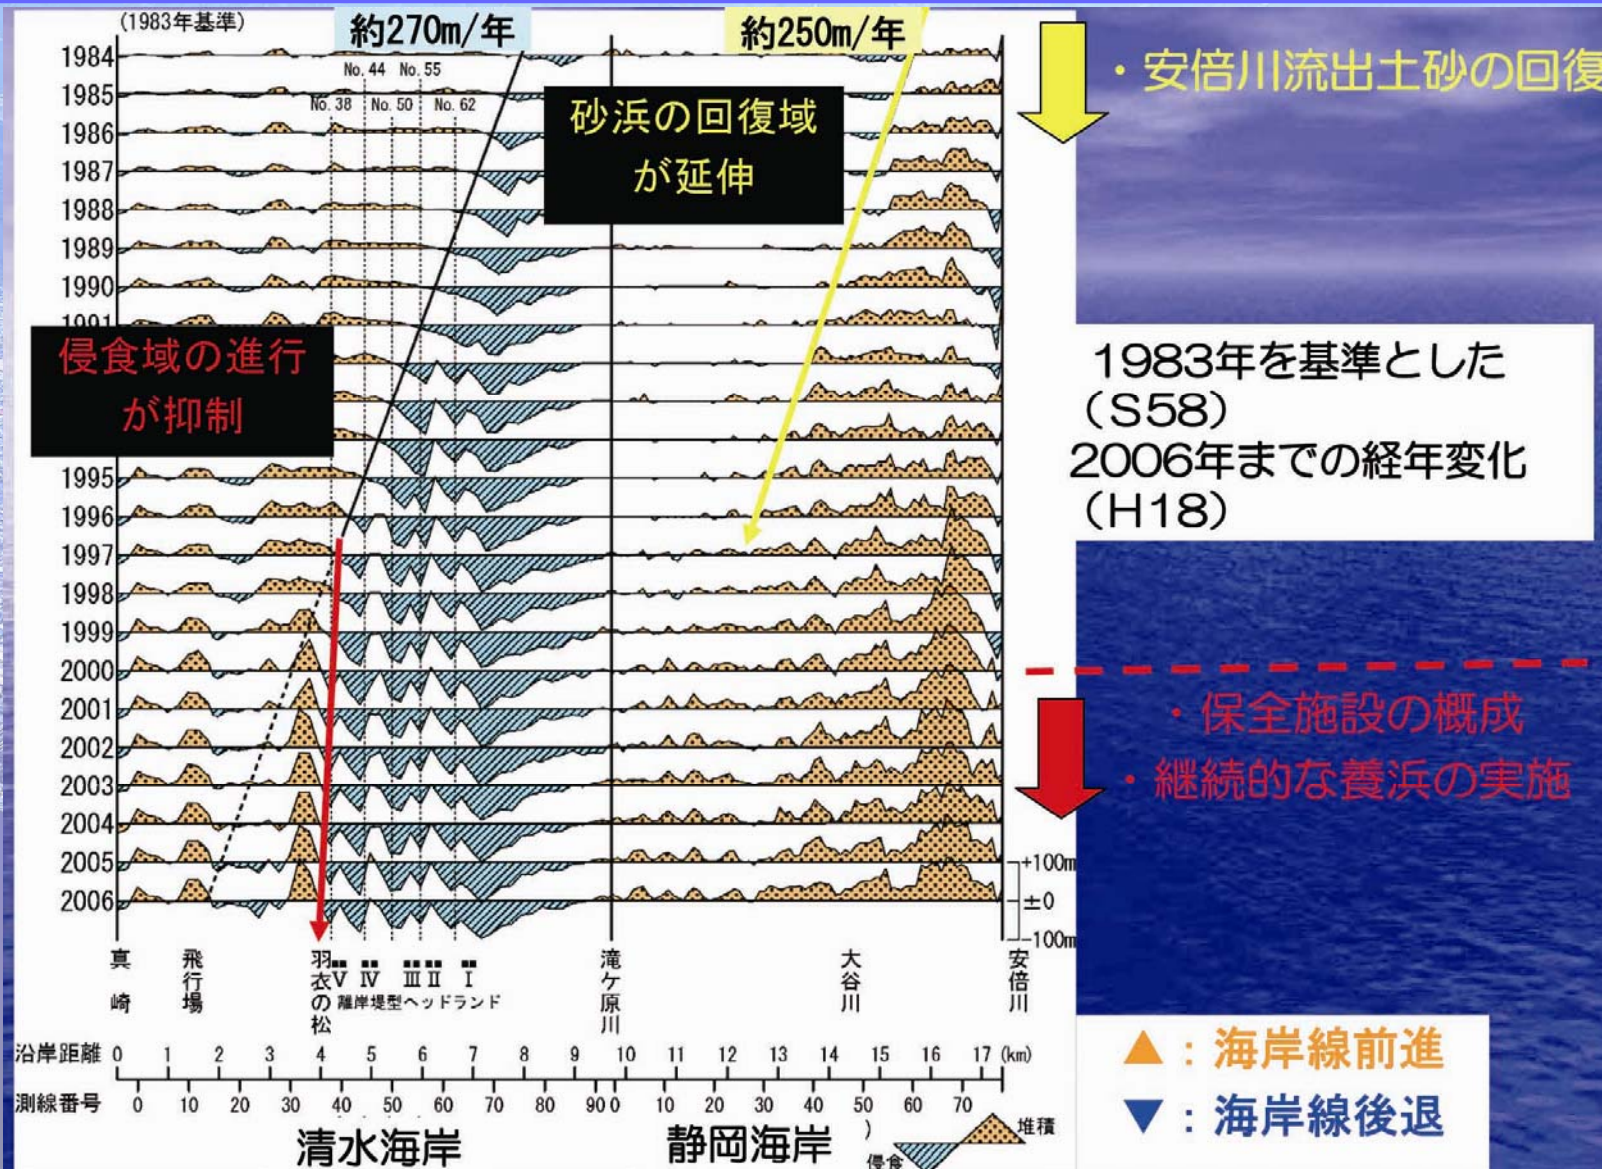 (1983年基準)
約270m/年
約250m/年
1984
1985
1986
1987
1988
1989
1990
1991
1995
1996
1997
1998
1999
2000
2001
2002
2003
2004
2005
2006
No. 44 No. 55
No. 38 No. 50 No. 62
砂浜の回復域
が延伸
侵食域の進行
が抑制
・安倍川流出土砂の回復
1983年を基準とした
(S58)
2006年までの経年変化
(H18)
・保全施設の概成
・継続的な養浜の実施
+100m
±0
-100m
真崎
飛行場
羽衣の松
V Ⅳ Ⅲ Ⅱ Ⅰ
離岸堤型ヘッドランド
滝ケ原川
大谷川
安倍川
沿岸距離 0 1 2 3 4 5 6 7 8 9 10 11 12 13 14 15 16 17 (km)
測線番号 0 10 20 30 40 50 60 70 80 90 0 10 20 30 40 50 60 70
清水海岸
静岡海岸
)
侵食
堆積
▲：海岸線前進
▼：海岸線後退